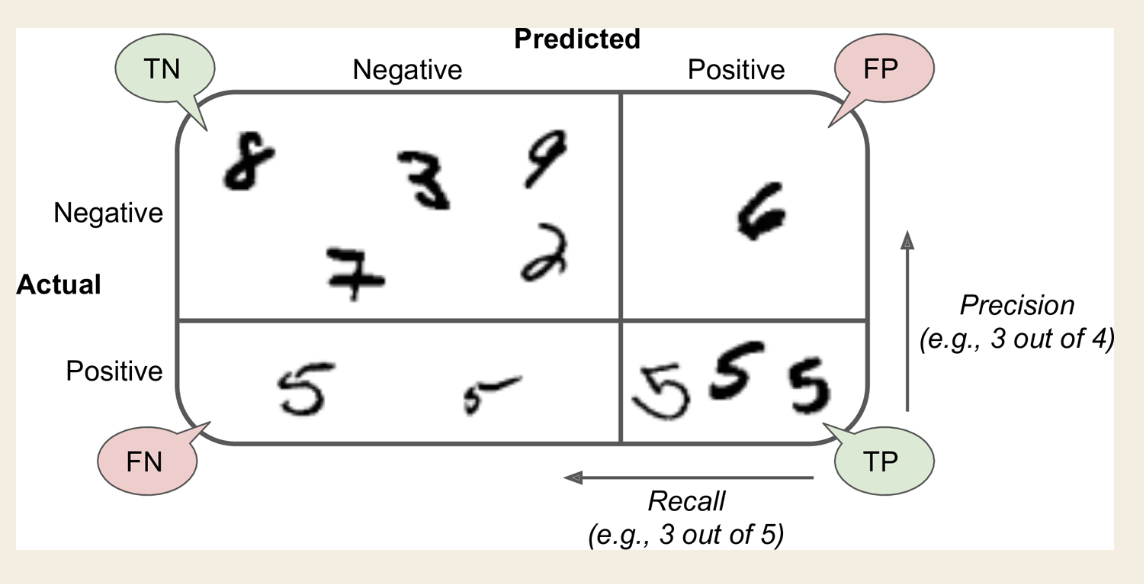 Predicted
TN Negative Positive FP
8 3 9
6
Negative
7 2
Actual
Precision
(e.g., 3 out of 4)
Positive
5 5 5 5 5
FN TP
Recall
(e.g., 3 out of 5)